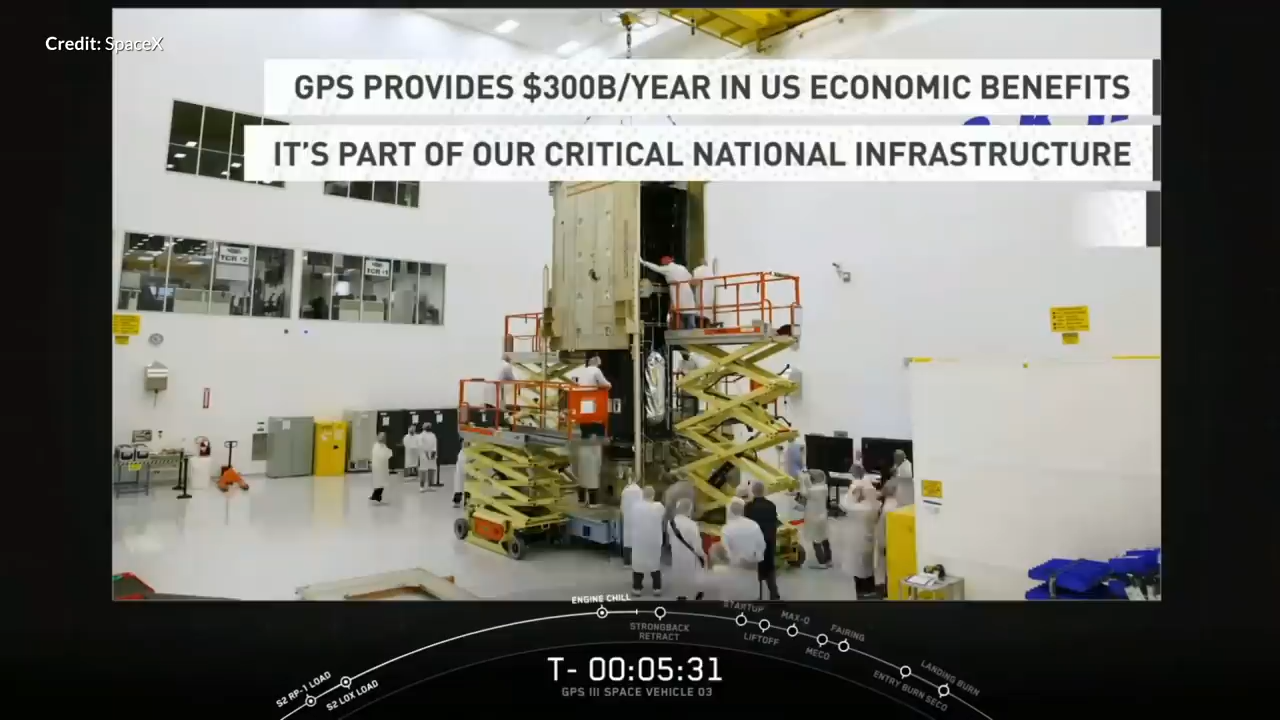 Credit: SpaceX
GPS PROVIDES $300B/YEAR IN US ECONOMIC BENEFITS
IT'S PART OF OUR CRITICAL NATIONAL INFRASTRUCTURE
TCR #2
TCR #1
ENGINE CHILL
STRONGBACK
RETRACT
STARTUP
LIFTOFF
MAX-Q
MECO
FAIRING
ENTRY BURN
SECO
LANDING BURN
S2 RP-1 LOAD
S2 LOX LOAD
T- 00:05:31
GPS III SPACE VEHICLE 03